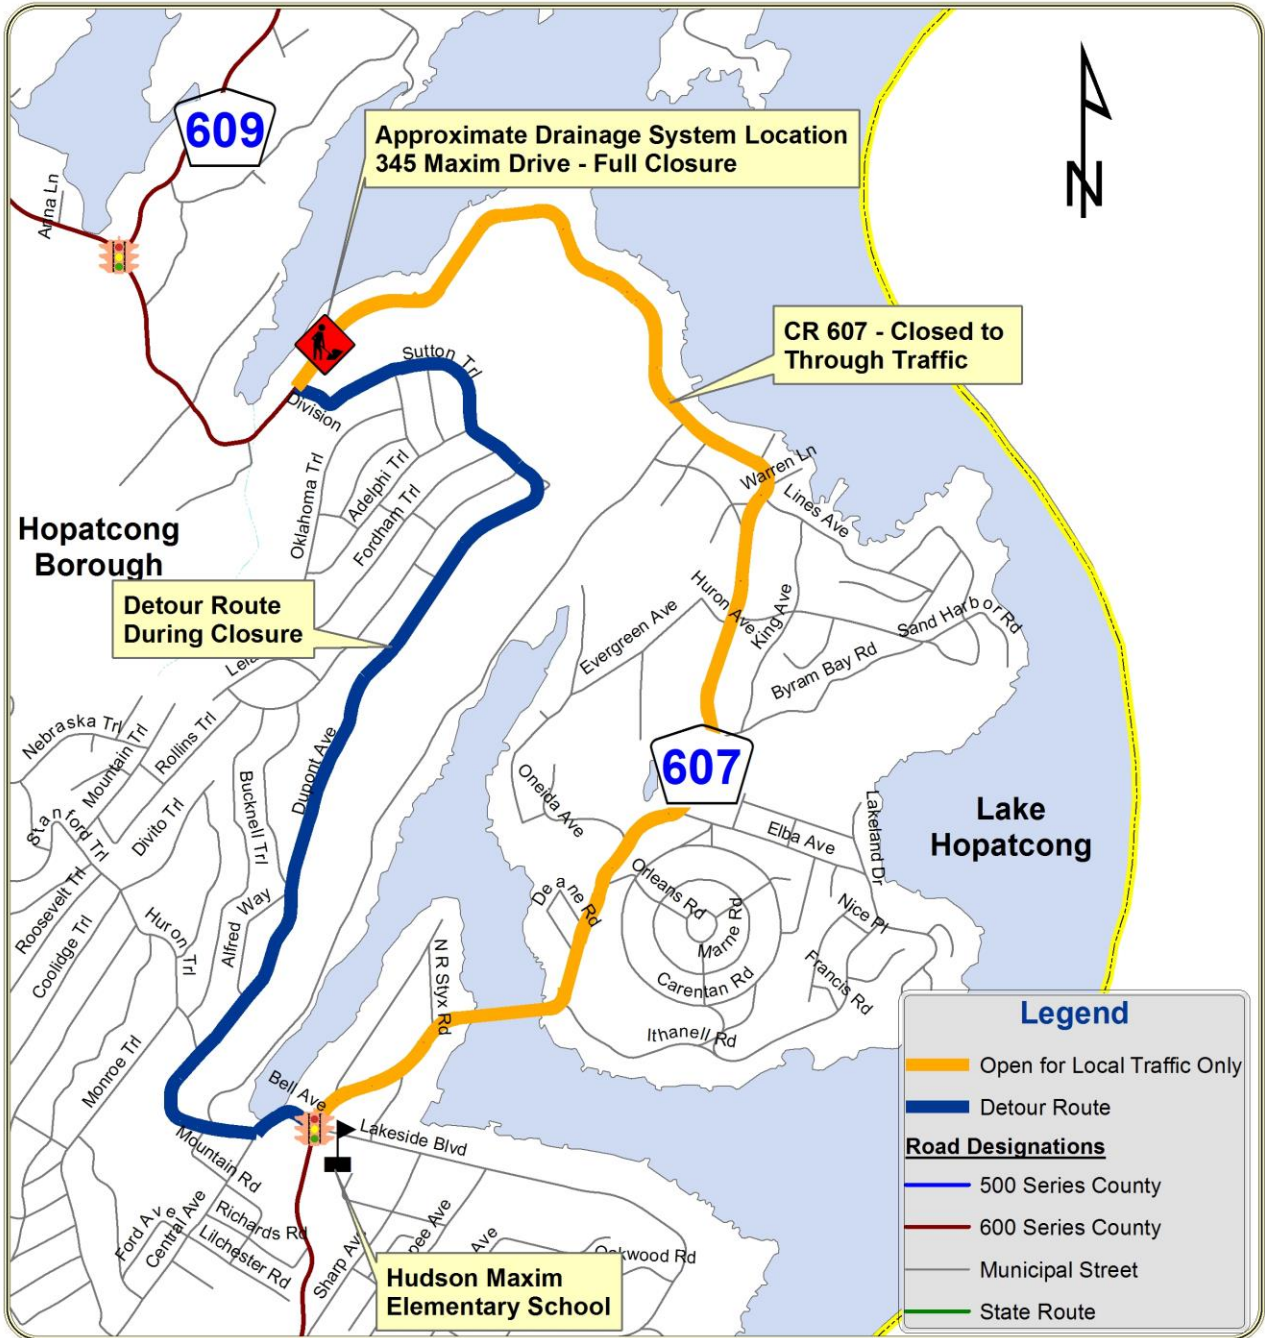 609
Anna Ln
Approximate Drainage System Location
345 Maxim Drive - Full Closure
N
CR 607 - Closed to
Through Traffic
Sutton Trl
Division
Oklahoma Trl
Adelphi Trl
Fordham Trl
Warren Ln
Lines Ave
Hopatcong
Borough
Detour Route
During Closure
Huron Ave
King Ave
Evergreen Ave
Sand Harbor Rd
Byram Bay Rd
Nebraska Trl
Mountain Trl
Rollins Trl
Dupont Ave
Bucknell Trl
Stanford Trl
Divito Trl
607
Oneida Ave
Elba Ave
Lakeland Dr
Lake
Hopatcong
Roosevelt Trl
Coolidge Trl
Huron Trl
Alfred Way
Deane Rd
Orleans Rd
Marne Rd
Nice Pl
Carentan Rd
Francis Rd
N R Styx Rd
Ithanell Rd
Monroe Trl
Bell Ave
Lakeside Blvd
Mountain Rd
Ford Ave
Central Ave
Richards Rd
Lilchester Rd
Sharp Ave
Ave
Ave
Rd
Hudson Maxim
Elementary School
Legend
Open for Local Traffic Only
Detour Route
Road Designations
500 Series County
600 Series County
Municipal Street
State Route